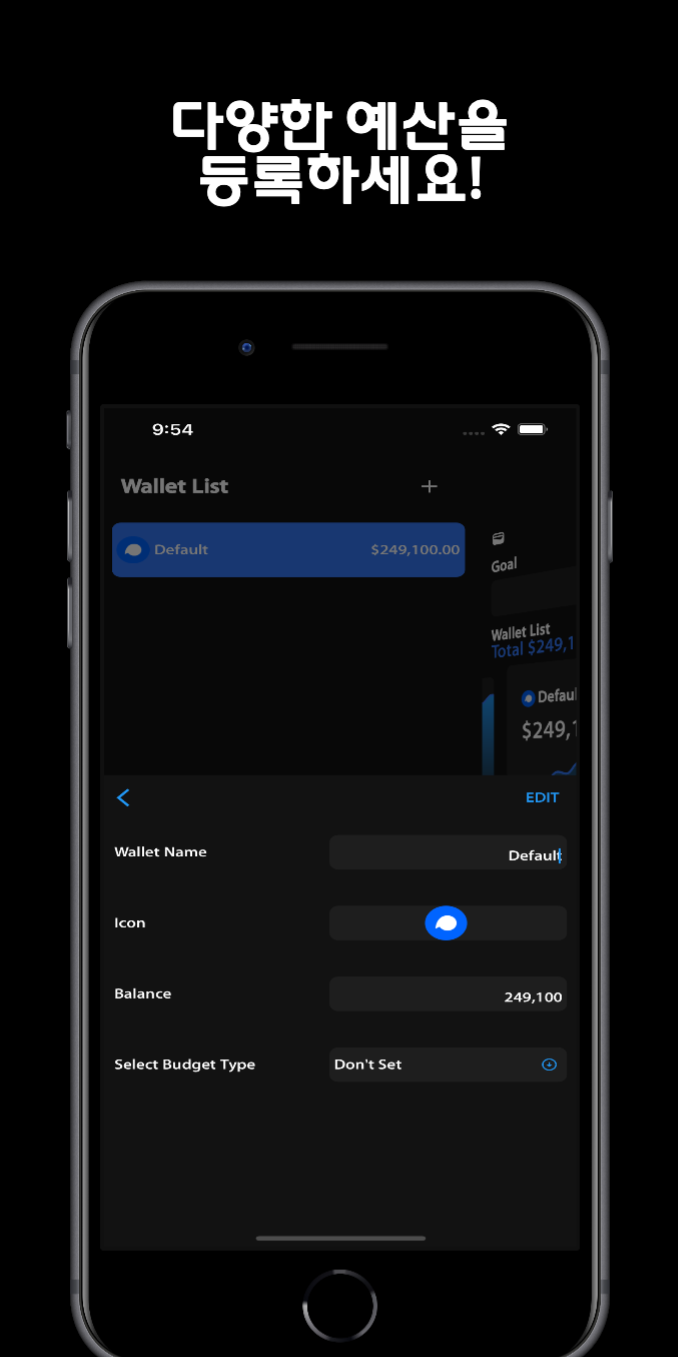 다양한 예산을
등록하세요!
9:54
Wallet List
Default
$249,100.00
Goal
Wallet List
Total $249,1
Defau
$249,1
EDIT
Wallet Name
Default
Icon
Balance
249,100
Select Budget Type
Don't Set